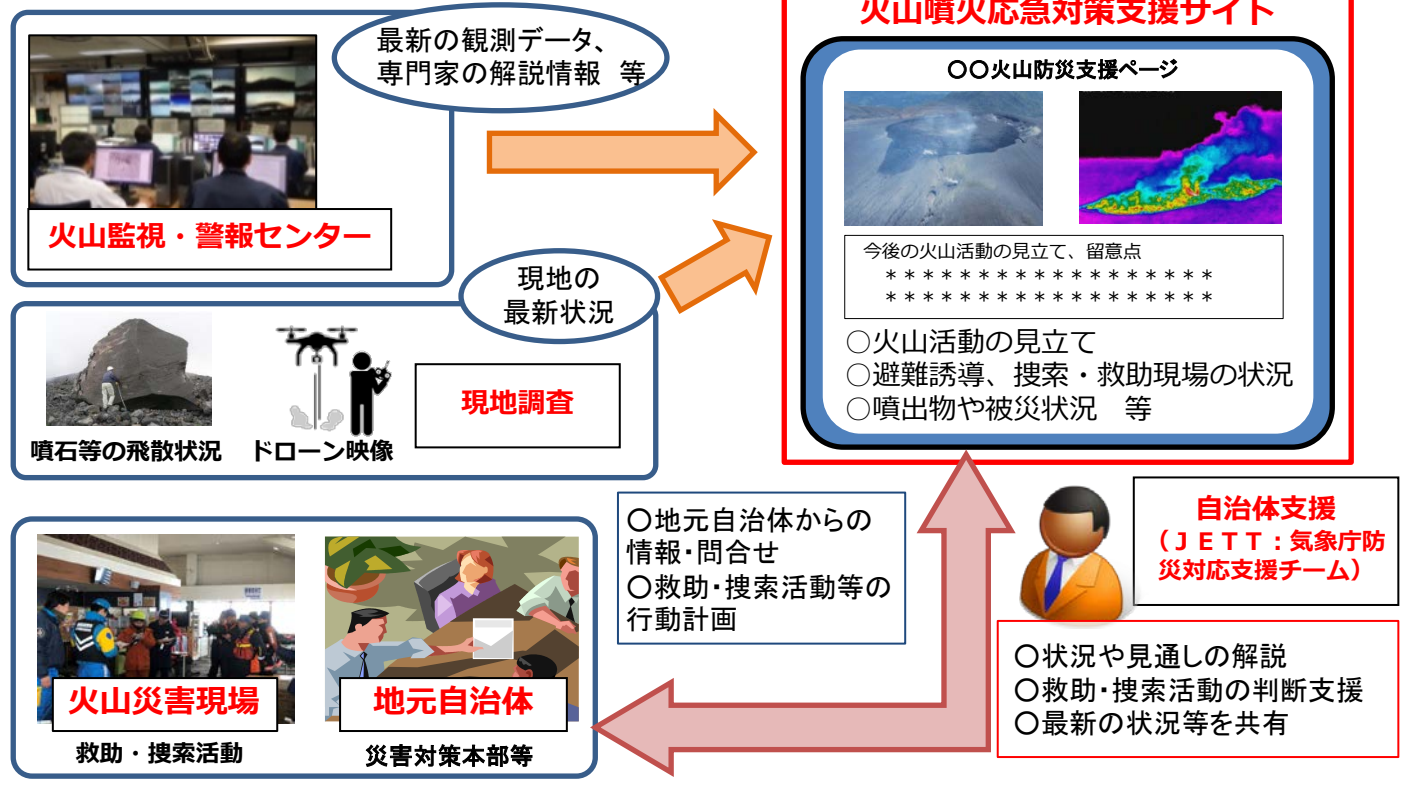 火山噴火応急対策支援サイト
最新の観測データ、
専門家の解説情報　等
火山監視・警報センター
〇〇火山防災支援ページ
今後の火山活動の見立て、留意点
＊＊＊＊＊＊＊＊＊＊＊＊＊＊＊＊＊＊
＊＊＊＊＊＊＊＊＊＊＊＊＊＊＊＊＊＊
○火山活動の見立て
○避難誘導、捜索・救助現場の状況
○噴出物や被災状況　等
現地の
最新状況
噴石等の飛散状況
ドローン映像
現地調査
〇地元自治体からの
情報・問合せ
〇救助・捜索活動等の
行動計画
自治体支援
（ＪＥＴＴ：気象庁防
災対応支援チーム）
〇状況や見通しの解説
〇救助・捜索活動の判断支援
〇最新の状況等を共有
火山災害現場
救助・捜索活動
地元自治体
災害対策本部等